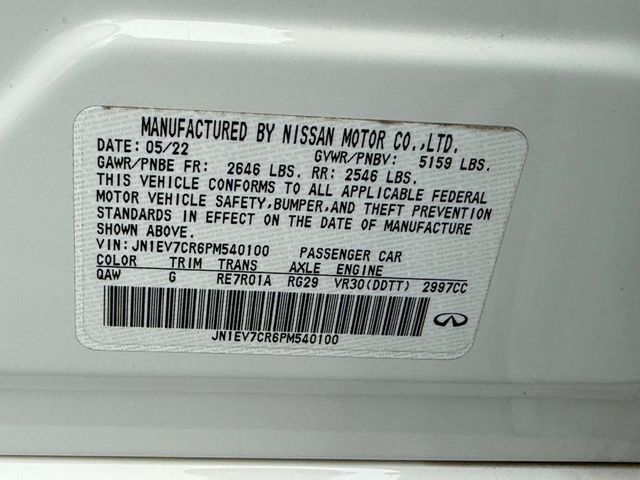 MANUFACTURED BY NISSAN MOTOR CO.,LTD.
DATE: 05/22 GVWR/PNBV: 5159 LBS.
GAWR/PNBE FR: 2646 LBS. RR: 2546 LBS.
THIS VEHICLE CONFORMS TO ALL APPLICABLE FEDERAL
MOTOR VEHICLE SAFETY,BUMPER,AND THEFT PREVENTION
STANDARDS IN EFFECT ON THE DATE OF MANUFACTURE
SHOWN ABOVE.
VIN: JN1EV7CR6PM540100 PASSENGER CAR
COLOR TRIM TRANS AXLE ENGINE
QAW G RE7R01A RG29 VR30(DDTT) 2997CC
JN1EV7CR6PM540100